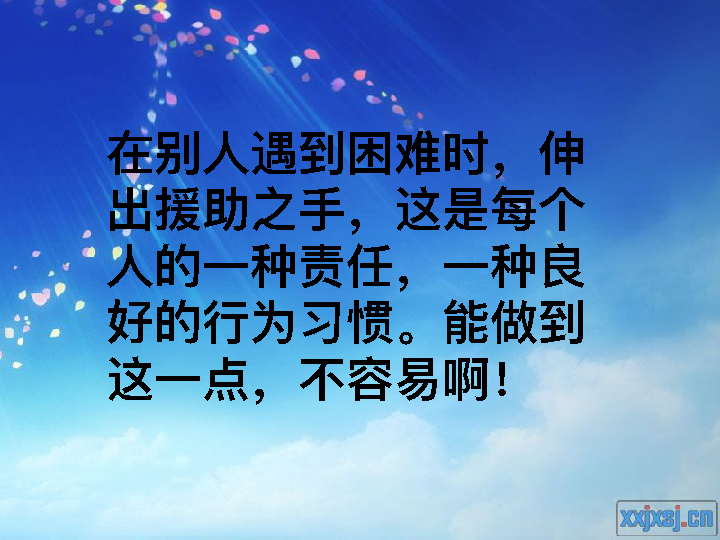 在别人遇到困难时，伸
出援助之手，这是每个
人的一种责任，一种良
好的行为习惯。能做到
这一点，不容易啊！
xxjxsj.cn